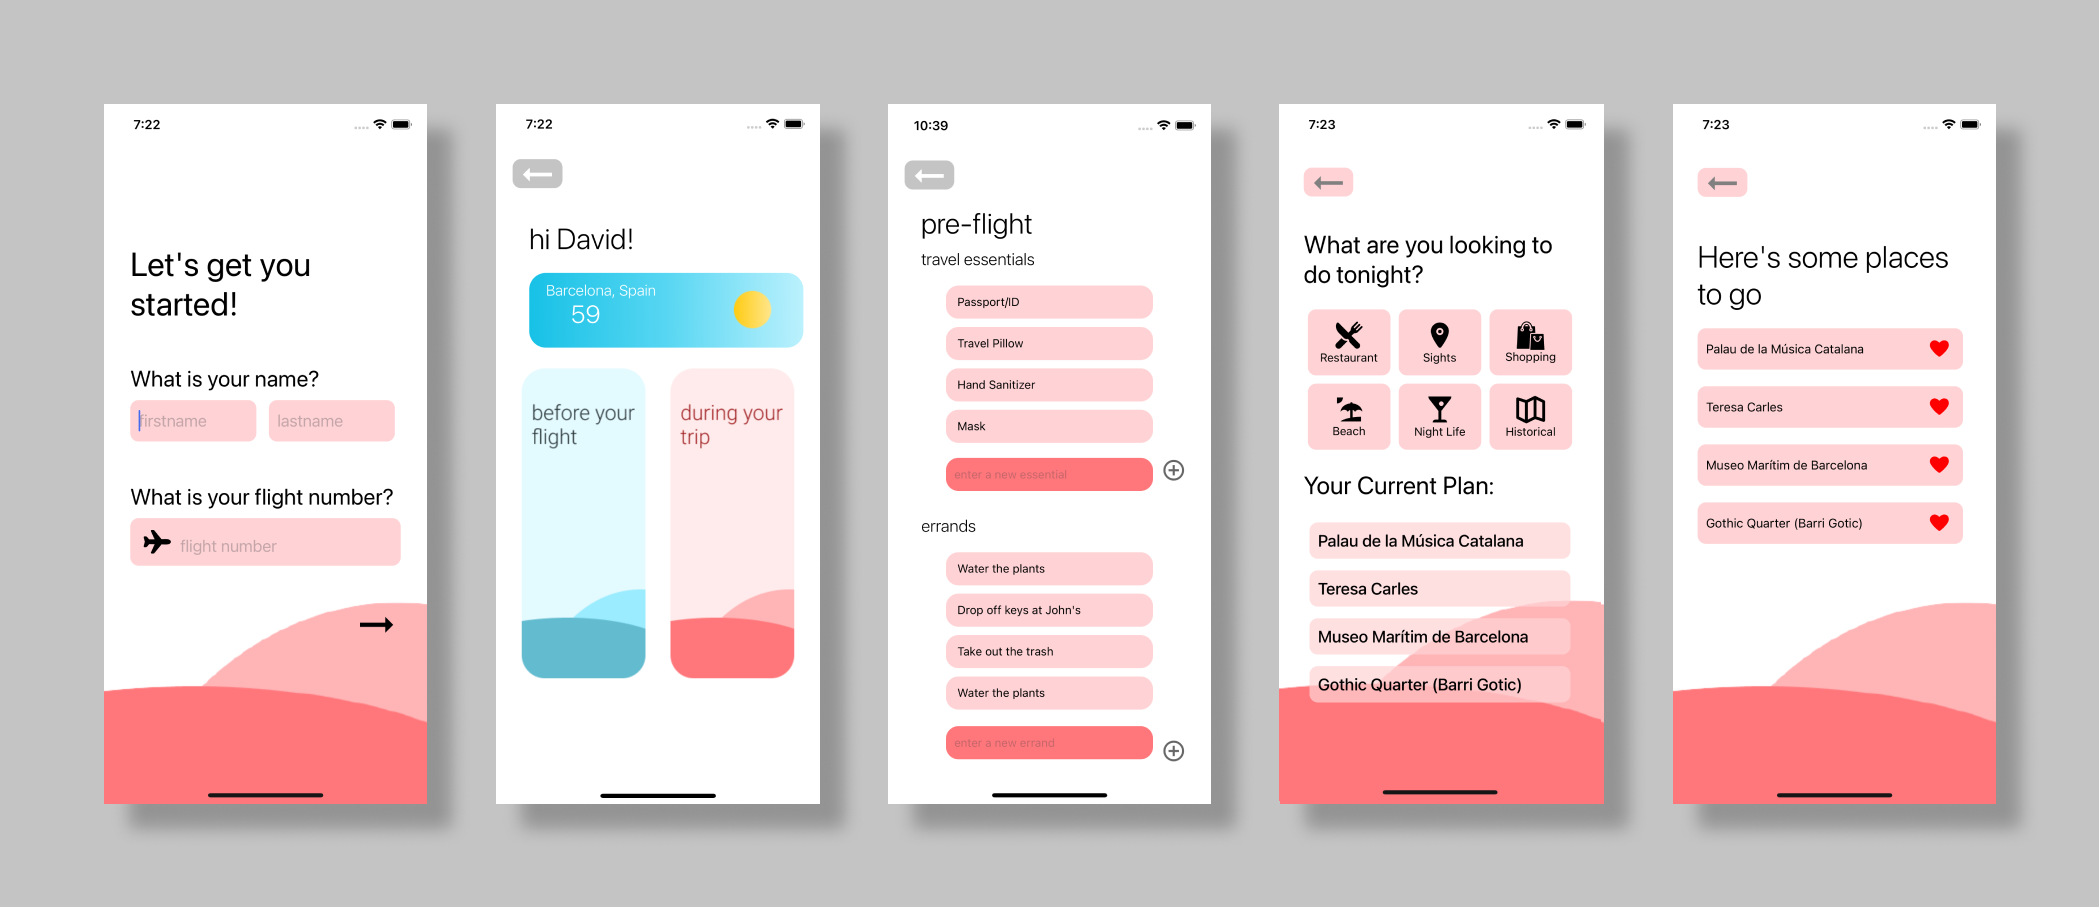 7:22
Let's get you
started!
What is your name?
firstname
lastname
What is your flight number?
flight number
7:22
hi David!
Barcelona, Spain
59
before your
flight
during your
trip
10:39
pre-flight
travel essentials
Passport/ID
Travel Pillow
Hand Sanitizer
Mask
enter a new essential
errands
Water the plants
Drop off keys at John's
Take out the trash
Water the plants
enter a new errand
7:23
What are you looking to
do tonight?
Restaurant
Sights
Shopping
Beach
Night Life
Historical
Your Current Plan:
Palau de la Música Catalana
Teresa Carles
Museo Marítim de Barcelona
Gothic Quarter (Barri Gotic)
7:23
Here's some places
to go
Palau de la Música Catalana
Teresa Carles
Museo Marítim de Barcelona
Gothic Quarter (Barri Gotic)